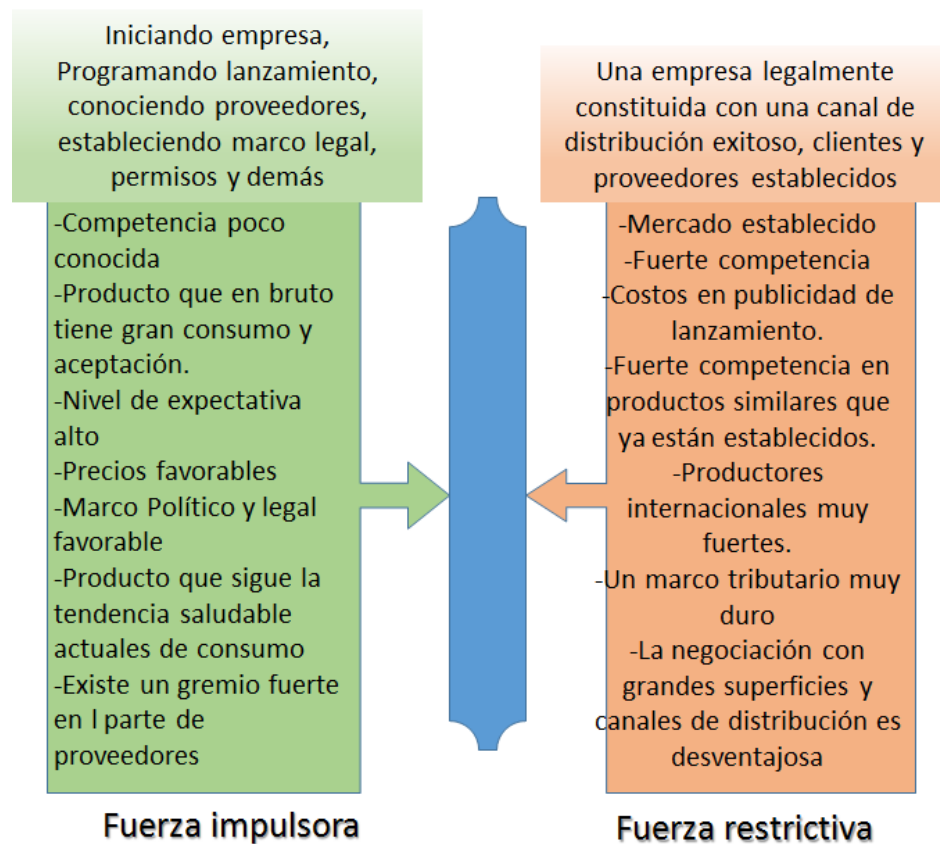 Iniciando empresa,
Programando lanzamiento,
conociendo proveedores,
estableciendo marco legal,
permisos y demás
-Competencia poco
conocida
-Producto que en bruto
tiene gran consumo y
aceptación.
-Nivel de expectativa
alto
-Precios favorables
-Marco Político y legal
favorable
-Producto que sigue la
tendencia saludable
actuales de consumo
-Existe un gremio fuerte
en l parte de
proveedores
Fuerza impulsora
Una empresa legalmente
constituida con una canal de
distribución exitoso, clientes y
proveedores establecidos
-Mercado establecido
-Fuerte competencia
-Costos en publicidad de
lanzamiento.
-Fuerte competencia en
productos similares que
ya están establecidos.
-Productores
internacionales muy
fuertes.
-Un marco tributario muy
duro
-La negociación con
grandes superficies y
canales de distribución es
desventajosa
Fuerza restrictiva